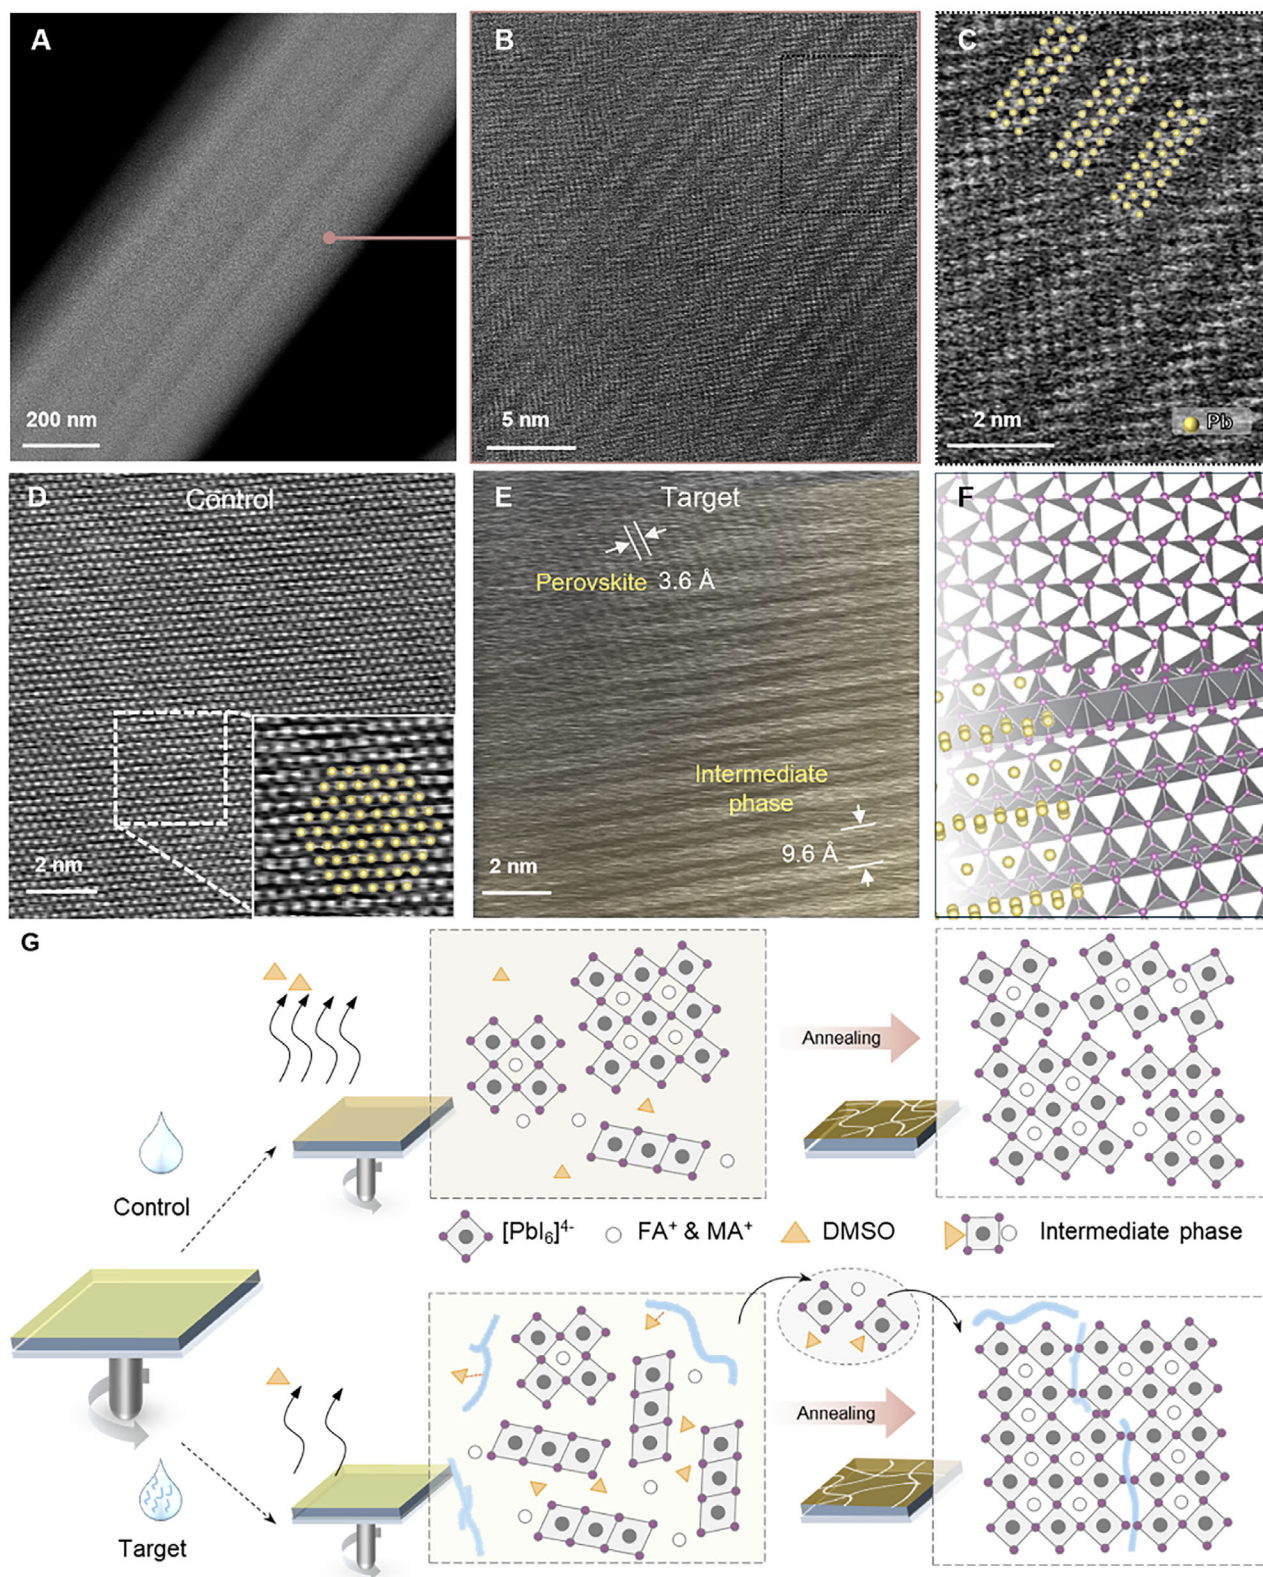 A
200 nm
B
5 nm
C
2 nm
Pb
D
Control
2 nm
E
Target
Perovskite 3.6 Å
Intermediate
phase
9.6 Å
2 nm
F
G
Annealing
Control
[PbI₆]⁴⁻
FA⁺ & MA⁺
DMSO
Intermediate phase
Annealing
Target